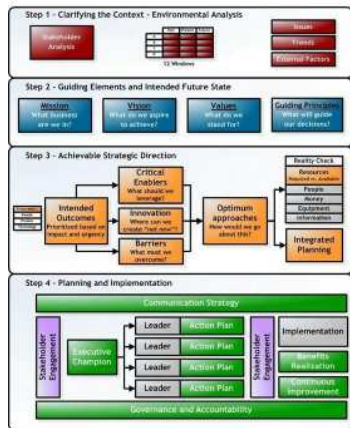 Step 1 - Clarifying the Context - Environmental Analysis
Stakeholder
Analysis
12 Windows
Issues
Trends
External Factors
Step 2 - Guiding Elements and Intended Future State
Mission
What business
are we in?
Vision
What do we aspire
to achieve?
Values
What do we
stand for?
Guiding Principles
What will guide
our decisions?
Step 3 - Achievable Strategic Direction
Intended
Outcomes
Prioritized based on
impact and urgency
Critical
Enablers
What should we
leverage?
Innovation
Where can we
create "net new"?
Barriers
What must we
overcome?
Optimum
approaches
How would we go
about this?
Reality-Check
Resources
Required vs. Available
People
Money
Equipment
Information
Integrated
Planning
Step 4 - Planning and Implementation
Communication Strategy
Stakeholder
Engagement
Executive
Champion
Leader
Action Plan
Leader
Action Plan
Leader
Action Plan
Leader
Action Plan
Stakeholder
Engagement
Implementation
Benefits
Realization
Continuous
Improvement
Governance and Accountability